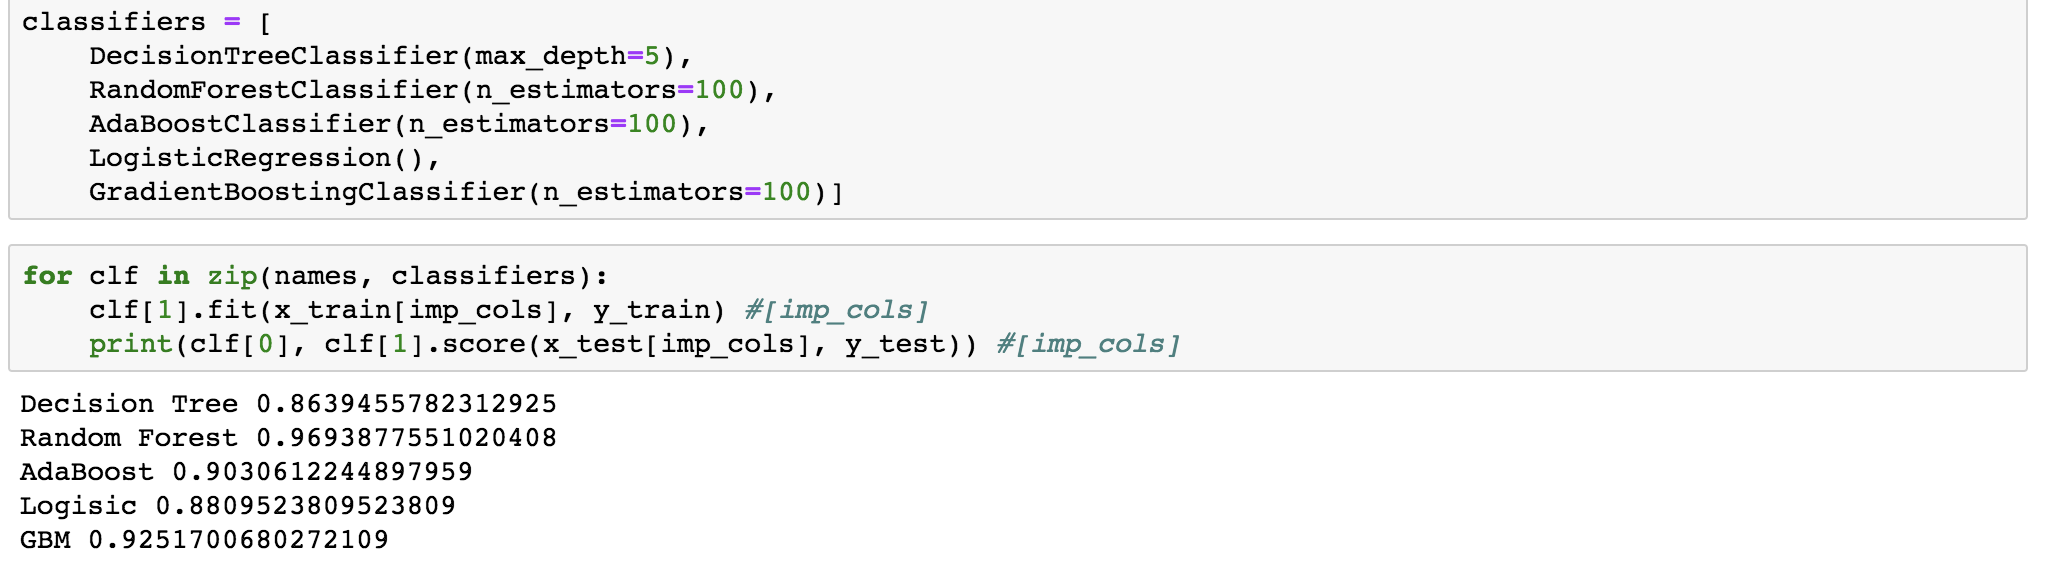 classifiers = [
    DecisionTreeClassifier(max_depth=5),
    RandomForestClassifier(n_estimators=100),
    AdaBoostClassifier(n_estimators=100),
    LogisticRegression(),
    GradientBoostingClassifier(n_estimators=100)]
for clf in zip(names, classifiers):
    clf[1].fit(x_train[imp_cols], y_train) #[imp_cols]
    print(clf[0], clf[1].score(x_test[imp_cols], y_test)) #[imp_cols]
Decision Tree 0.8639455782312925
Random Forest 0.9693877551020408
AdaBoost 0.9030612244897959
Logisic 0.8809523809523809
GBM 0.9251700680272109